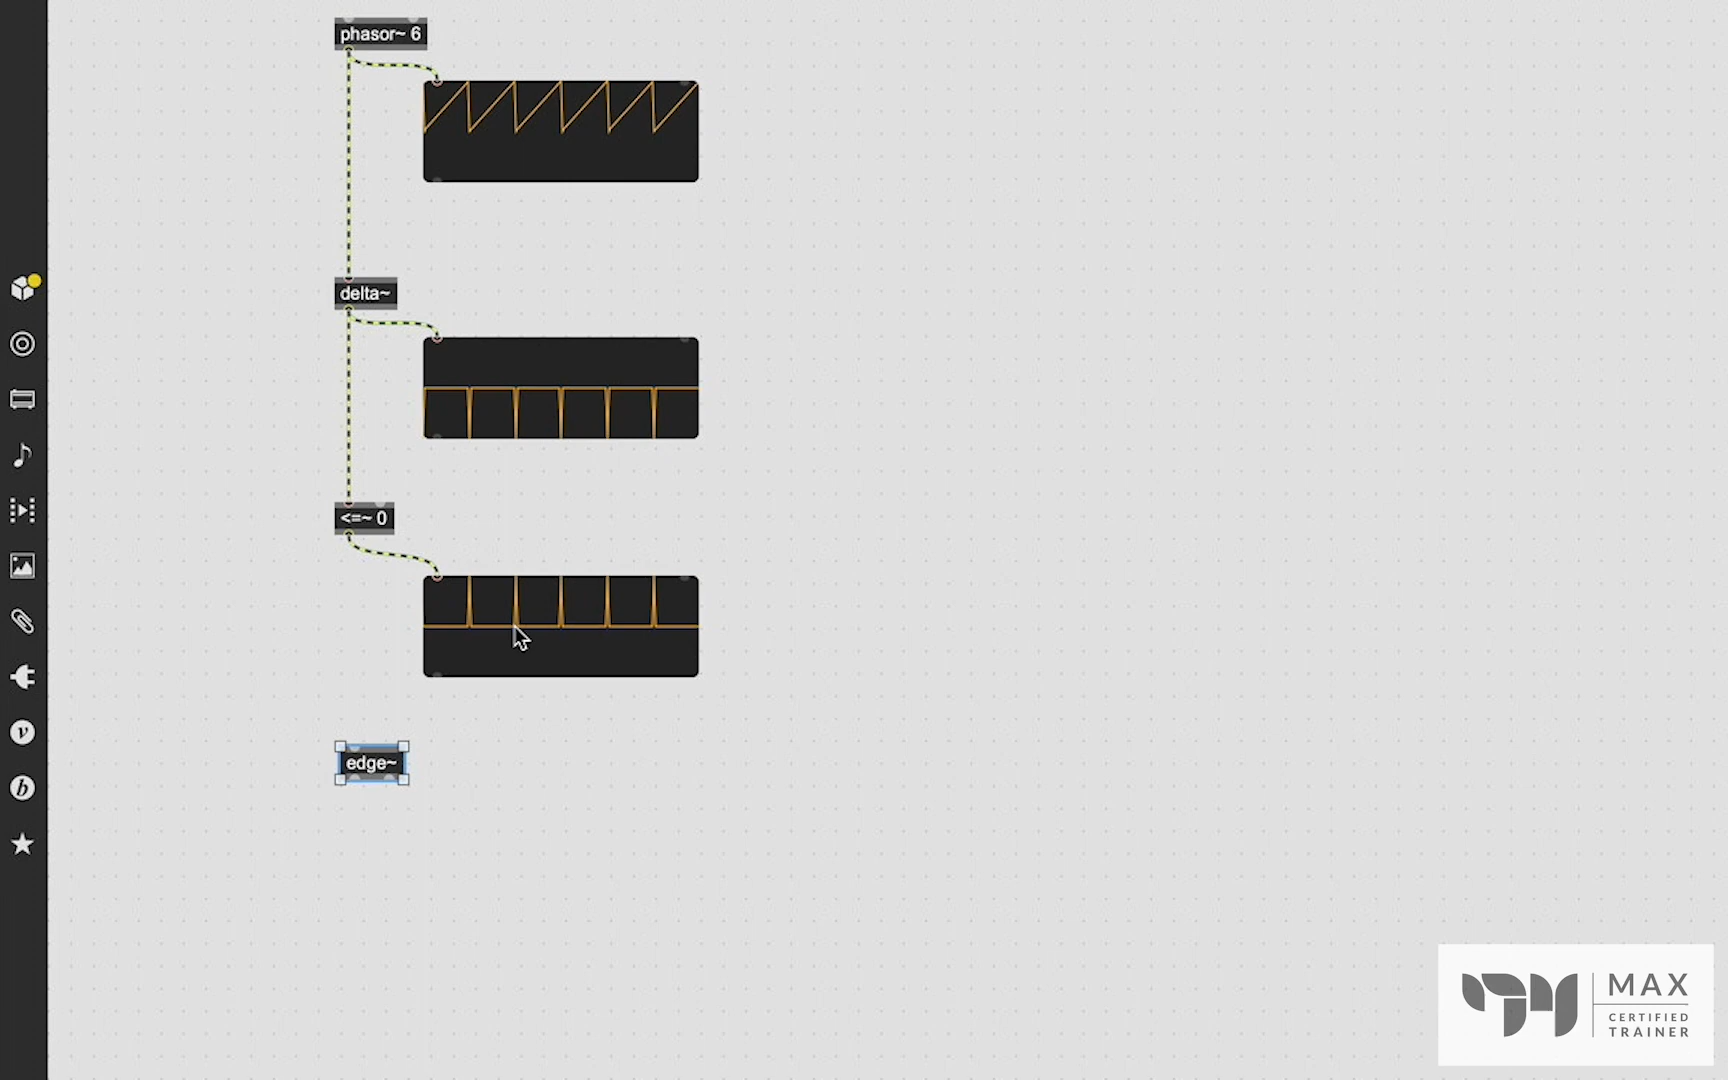 phasor~ 6
delta~
<=~ 0
edge~
MAX
CERTIFIED
TRAINER